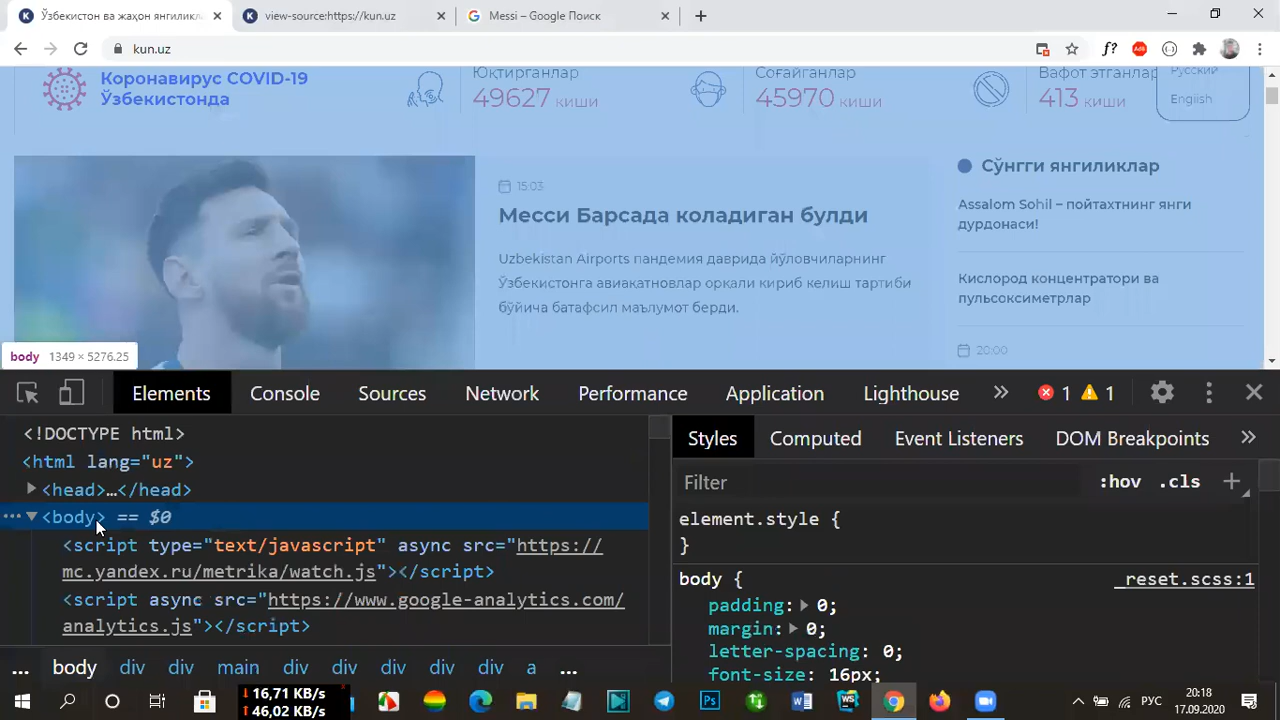 Ўзбекистон ва жаҳон янгиликл
view-source:https://kun.uz
Messi – Google Поиск
kun.uz
f?
Коронавирус COVID-19
Ўзбекистонда
Юқтирганлар
49627 киши
Соғайганлар
45970 киши
Вафот этганлар
413 киши
Русский
English
15:03
Месси Барсада коладиган булди
Uzbekistan Airports пандемия даврида йўловчиларнинг
Ўзбекистонга авиақатновлар орқали кириб келиш тартиби
бўйича батафсил маълумот берди.
Сўнгги янгиликлар
Assalom Sohil – пойтахтнинг янги
дурдонаси!
Кислород концентратори ва
пульсоксиметрлар
20:00
body 1349 × 5276.25
Elements Console Sources Network Performance Application Lighthouse » 1 1
<!DOCTYPE html>
<html lang="uz">
<head>…</head>
<body> == $0
<script type="text/javascript" async src="https://
mc.yandex.ru/metrika/watch.js"></script>
<script async src="https://www.google-analytics.com/
analytics.js"></script>
... body div div main div div div div div a ...
Styles Computed Event Listeners DOM Breakpoints »
Filter :hov .cls +
element.style {
}
body { _reset.scss:1
padding: 0;
margin: 0;
letter-spacing: 0;
font-size: 16px;
16,71 KB/s
46,02 KB/s
РУС
20:18
17.09.2020